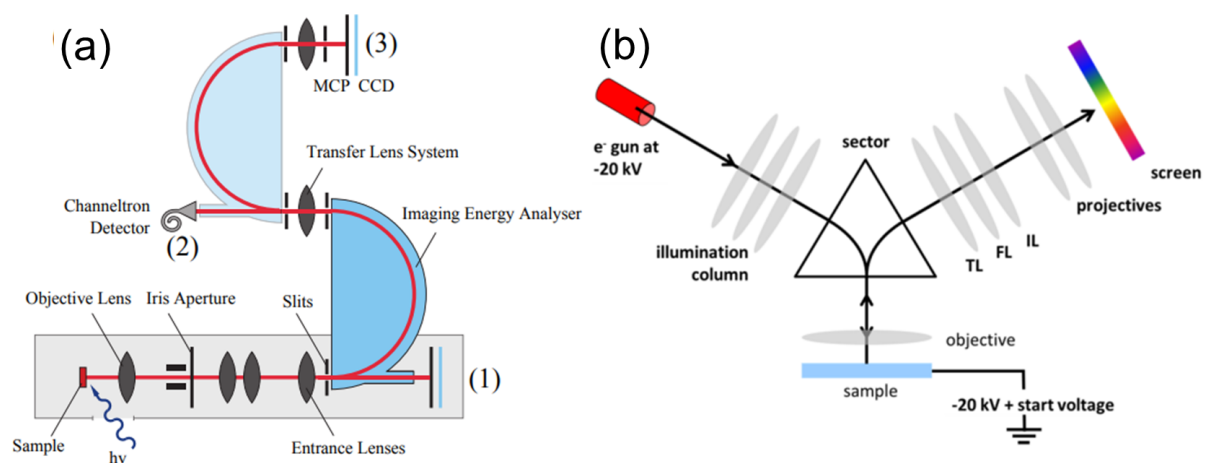 (a)
(3)
MCP CCD
Transfer Lens System
Channeltron
Detector
(2)
Imaging Energy Analyser
Objective Lens
Iris Aperture
Slits
(1)
Sample
hν
Entrance Lenses
(b)
e- gun at
-20 kV
sector
screen
projectives
illumination
column
TL
FL
IL
objective
sample
-20 kV + start voltage